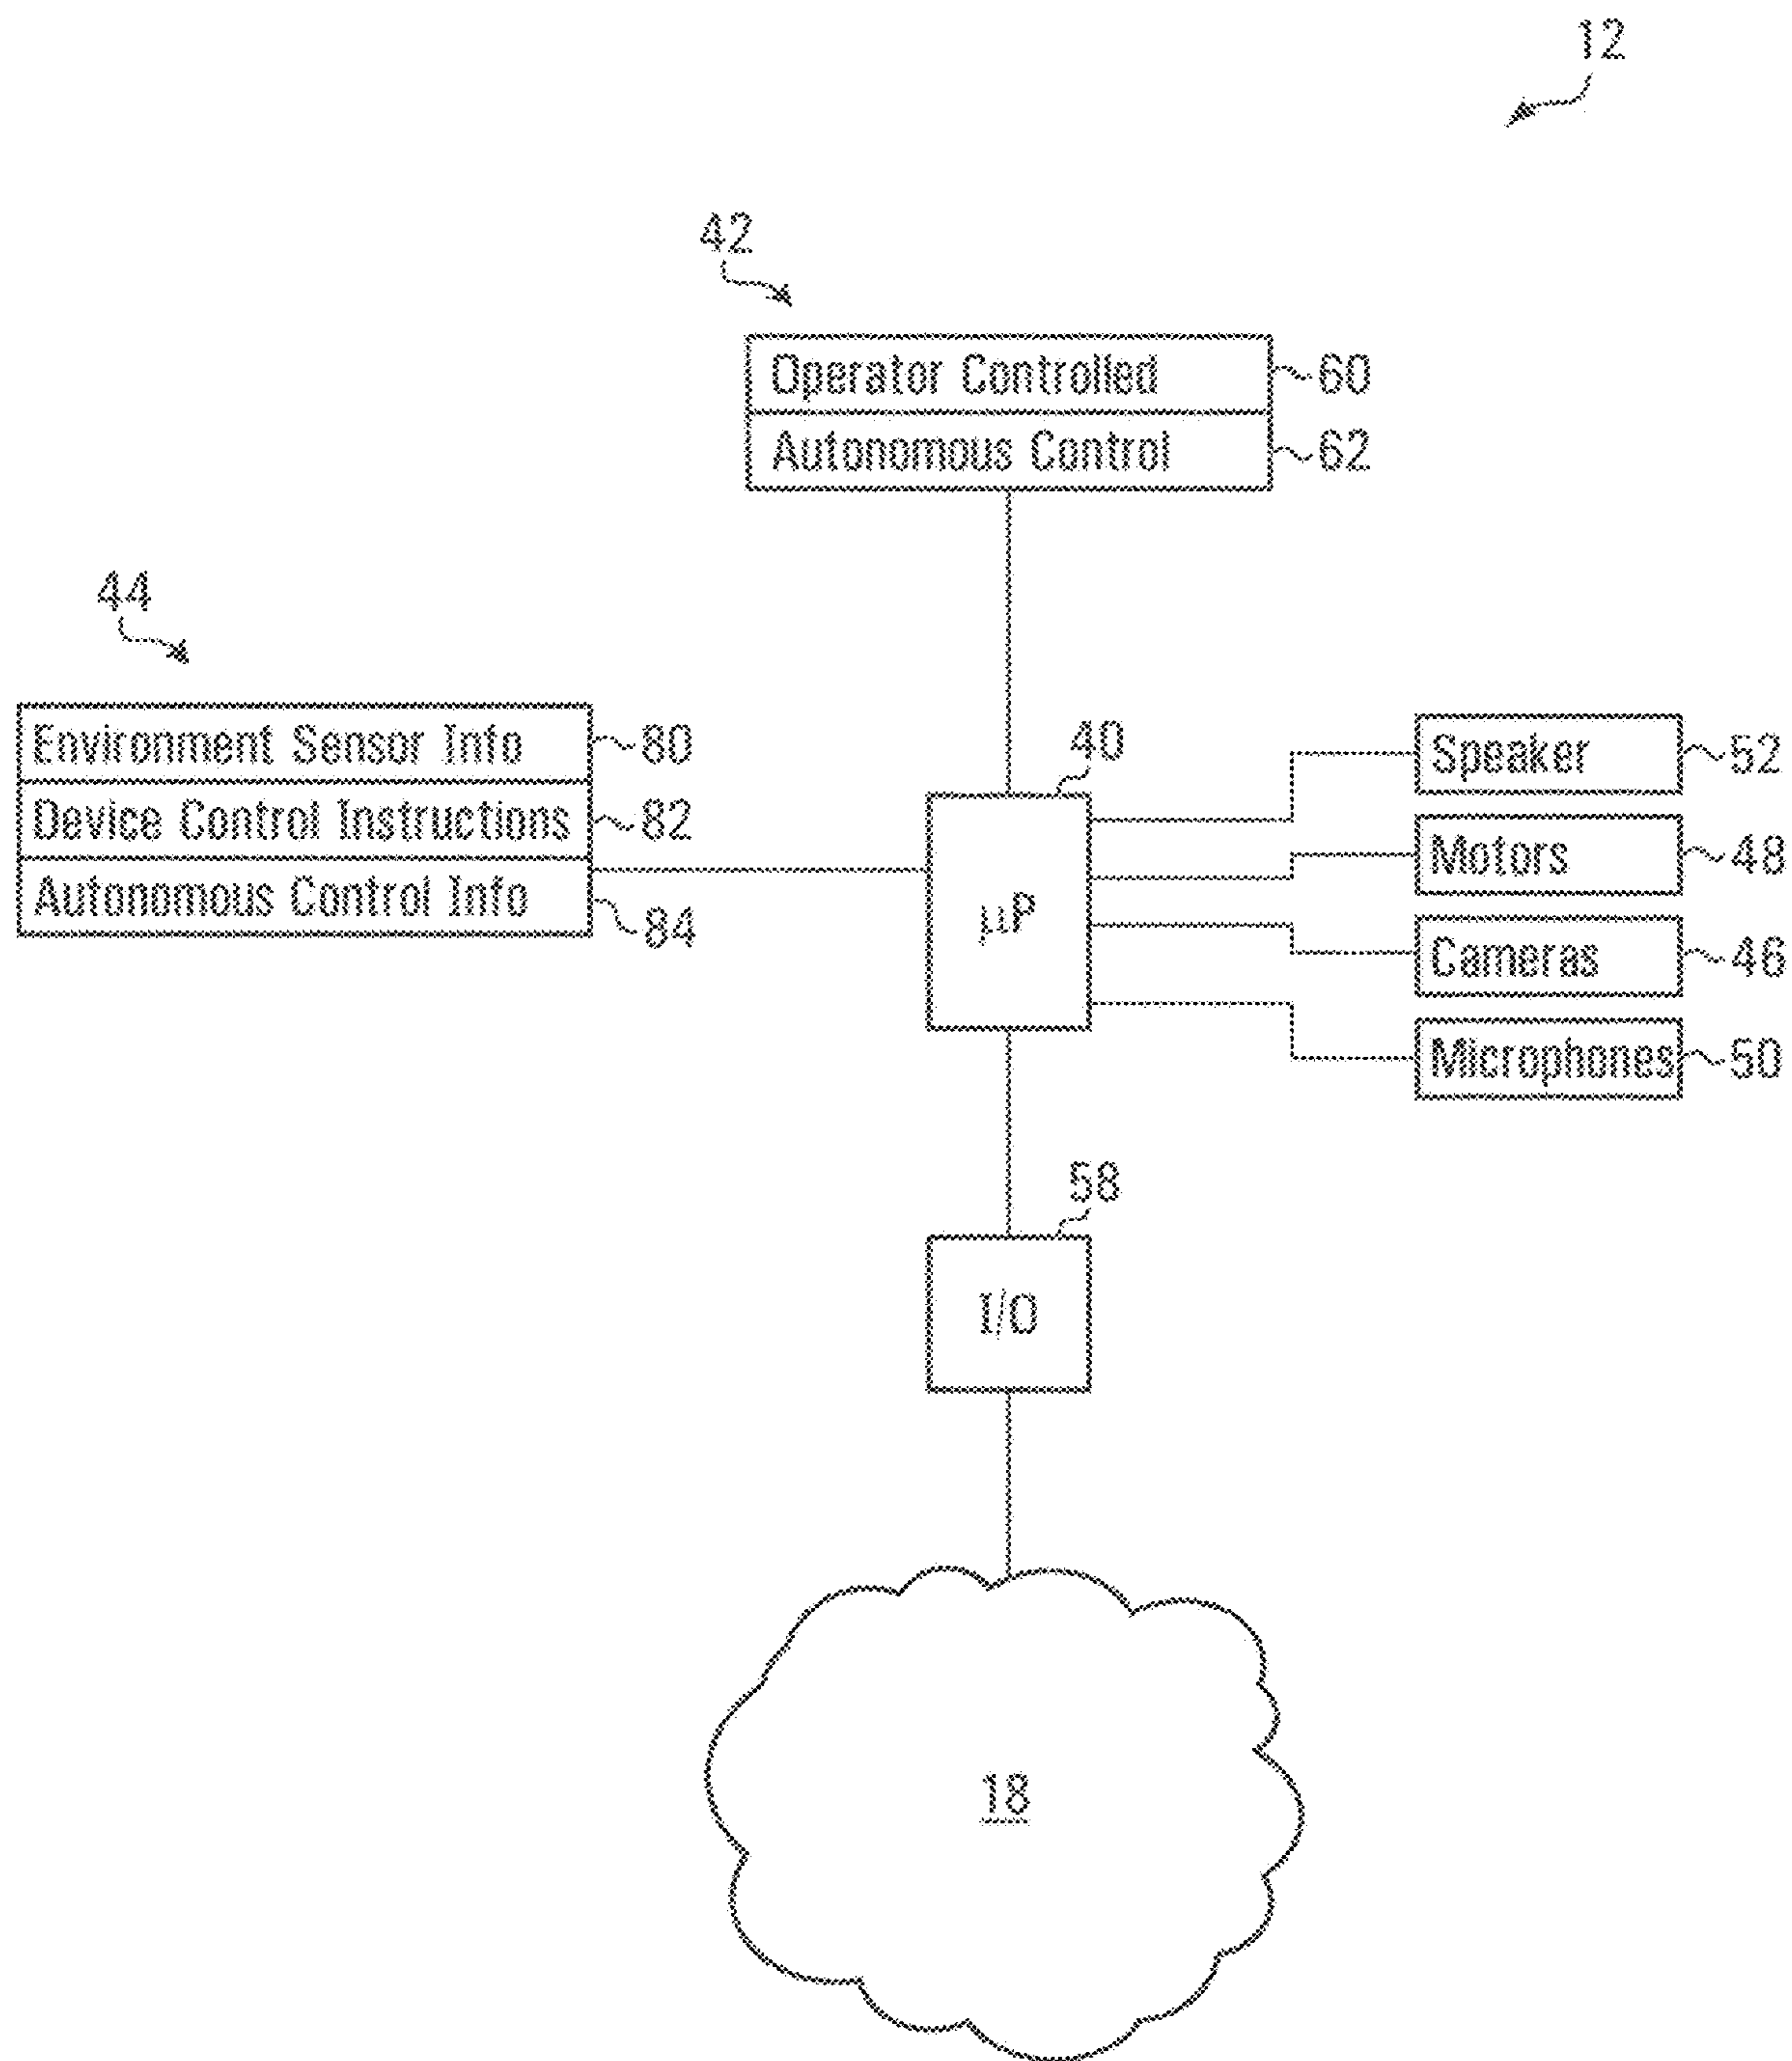 12
42
Operator Controlled 60
Autonomous Control 62
44
Environment Sensor Info 80
Device Control Instructions 82
Autonomous Control Info 84
40
µP
Speaker 52
Motors 48
Cameras 46
Microphones 50
58
I/O
18